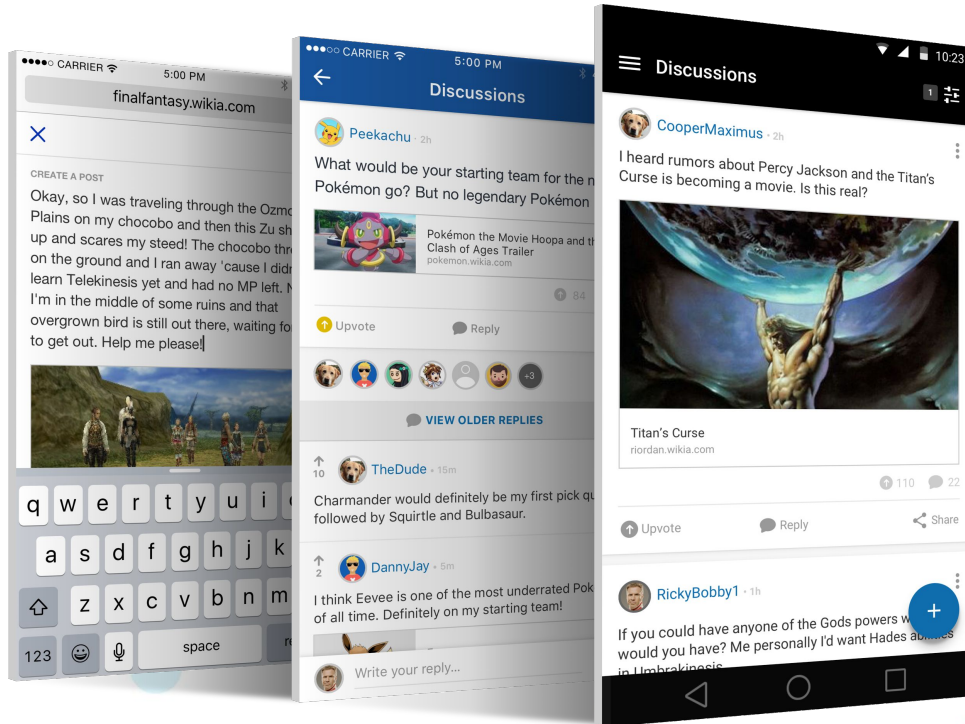 CARRIER
5:00 PM
finalfantasy.wikia.com
CREATE A POST
Okay, so I was traveling through the
Plains on my chocobo and then this Zu
up and scares my steed! The chocobo
on the ground and I ran away 'cause I
learn Telekinesis yet and had no MP left.
I'm in the middle of some ruins and that
overgrown bird is still out there, waiting
to get out. Help me please!
q w e r t y u i
a s d f g h j k
z x c v b n m
123
space
CARRIER
5:00 PM
Discussions
Peekachu · 2h
What would be your starting team for the
Pokémon go? But no legendary Pokémon
Pokémon the Movie Hoopa and
Clash of Ages Trailer
pokemon.wikia.com
84
Upvote
Reply
+3
VIEW OLDER REPLIES
10
TheDude • 15m
Charmander would definitely be my first pick
followed by Squirtle and Bulbasaur.
2
DannyJay • 5m
I think Eevee is one of the most underrated
of all time. Definitely on my starting team!
Write your reply...
10:23
Discussions
1
CooperMaximus · 2h
I heard rumors about Percy Jackson and the Titan's
Curse is becoming a movie. Is this real?
Titan's Curse
riordan.wikia.com
110
22
Upvote
Reply
Share
RickyBobby1 · 1h
If you could have anyone of the Gods powers
would you have? Me personally I'd want Hades
in Umbrakinesis
+